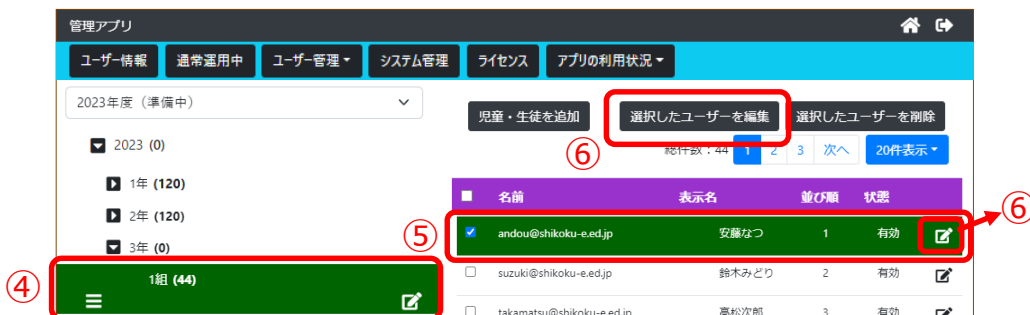 管理アプリ
ユーザー情報 通常運用中 ユーザー管理 システム管理 ライセンス アプリの利用状況
2023年度（準備中）
児童・生徒を追加 選択したユーザーを編集 選択したユーザーを削除
⑥
総件数：44 1 2 3 次へ 20件表示
2023 (0)
1年 (120)
2年 (120)
3年 (0)
④
1組 (44)
名前 表示名 並び順 状態
⑤
andou@shikoku-e.ed.jp 安藤なつ 1 有効
⑥
suzuki@shikoku-e.ed.jp 鈴木みどり 2 有効
takamatsu@shikoku-e.ed.jp 高松次郎 3 有効